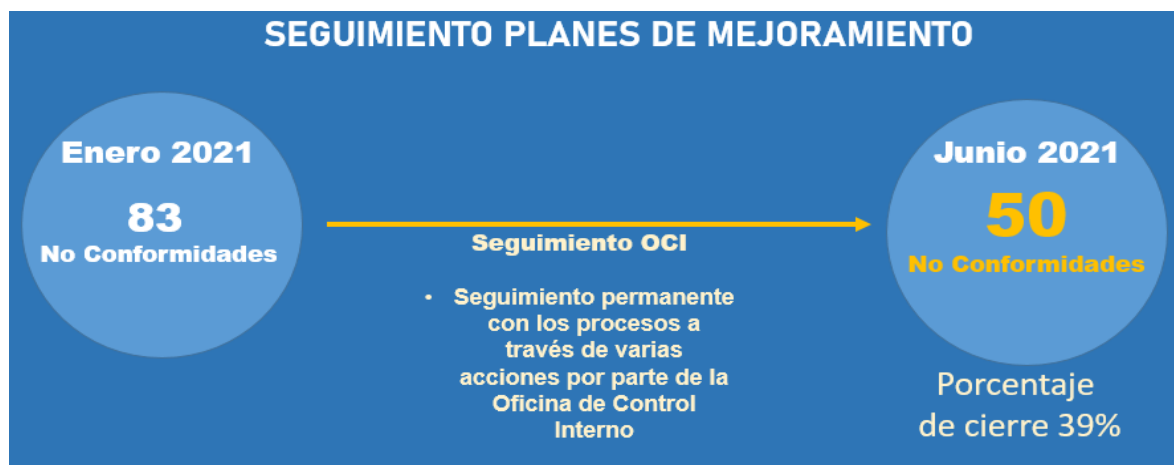 SEGUIMIENTO PLANES DE MEJORAMIENTO
Enero 2021
83
No Conformidades
Seguimiento OCI
• Seguimiento permanente
con los procesos a
través de varias
acciones por parte de la
Oficina de Control
Interno
Junio 2021
50
No Conformidades
Porcentaje
de cierre 39%